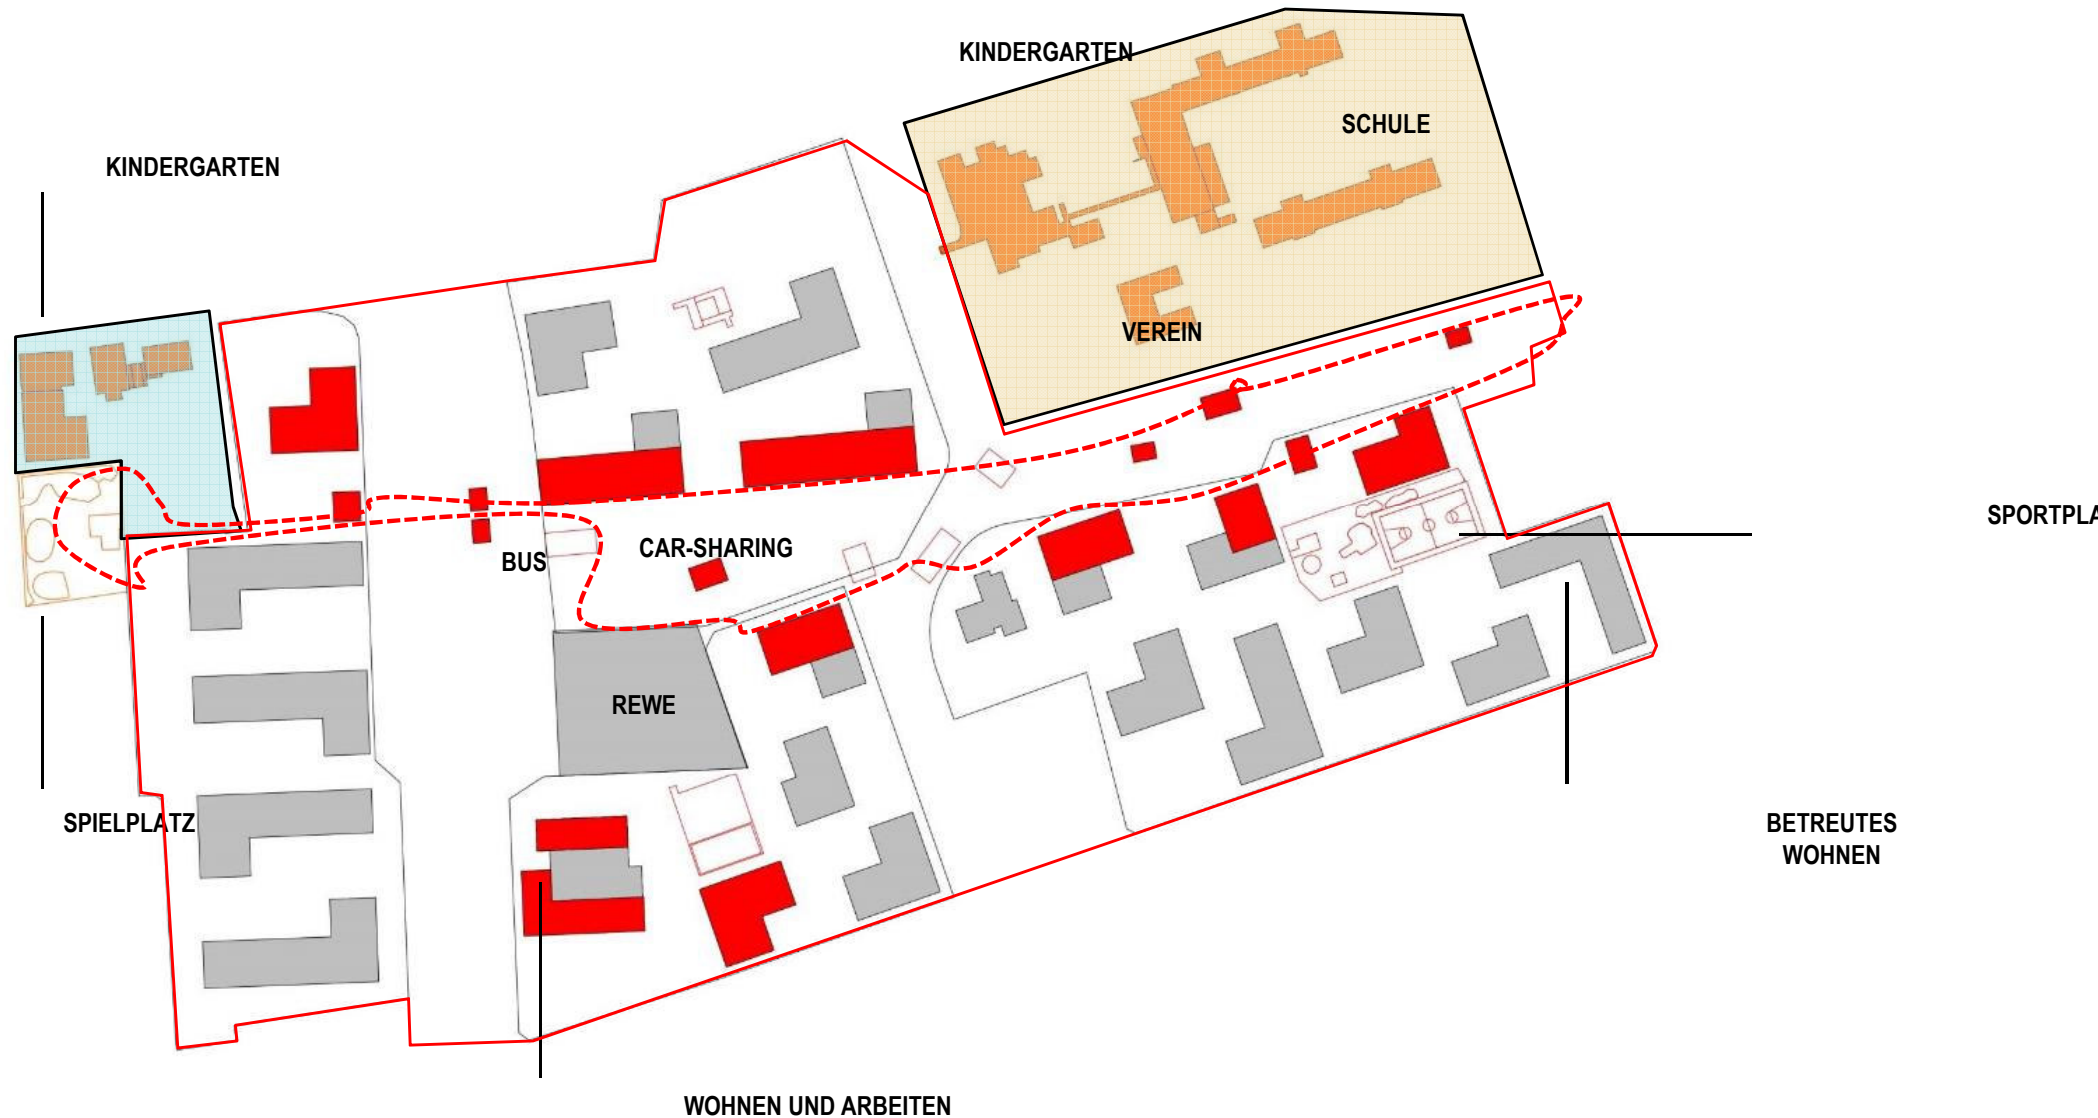 KINDERGARTEN
SCHULE
KINDERGARTEN
VEREIN
SPORTPLA
BUS
CAR-SHARING
REWE
SPIELPLATZ
BETREUTES
WOHNEN
WOHNEN UND ARBEITEN